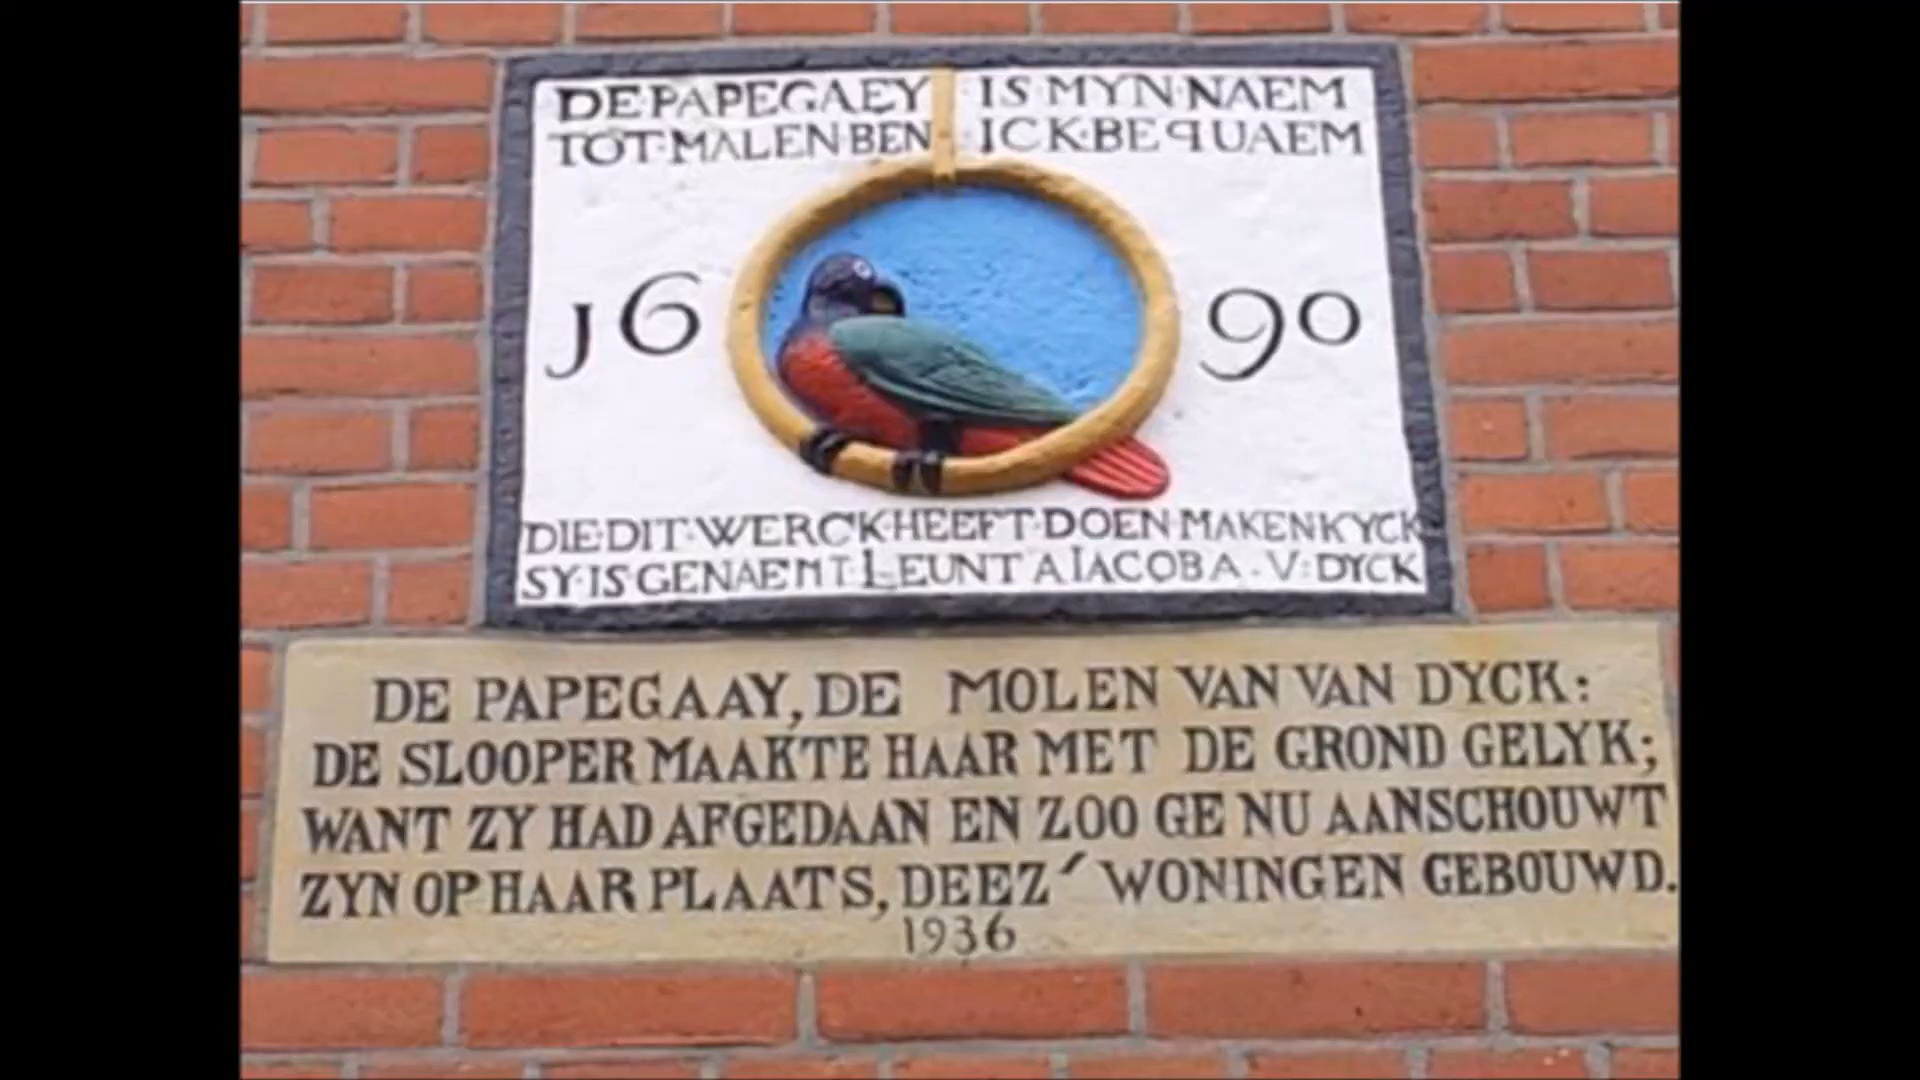 DE·PAPEGAEY IS·MYN·NAEM
TOT·MALEN·BEN ICK·BEQUAEM
J6 90
DIE·DIT·WERCK·HEEFT·DOEN·MAKEN KYCK
SY·IS GENAEMT·LEUNTA IACOBA·V:DYCK
DE PAPEGAAY, DE MOLEN VAN VAN DYCK:
DE SLOOPER MAAKTE HAAR MET DE GROND GELYK;
WANT ZY HAD AFGEDAAN EN ZOO GE NU AANSCHOUWT
ZYN OP HAAR PLAATS, DEEZ' WONINGEN GEBOUWD.
1936